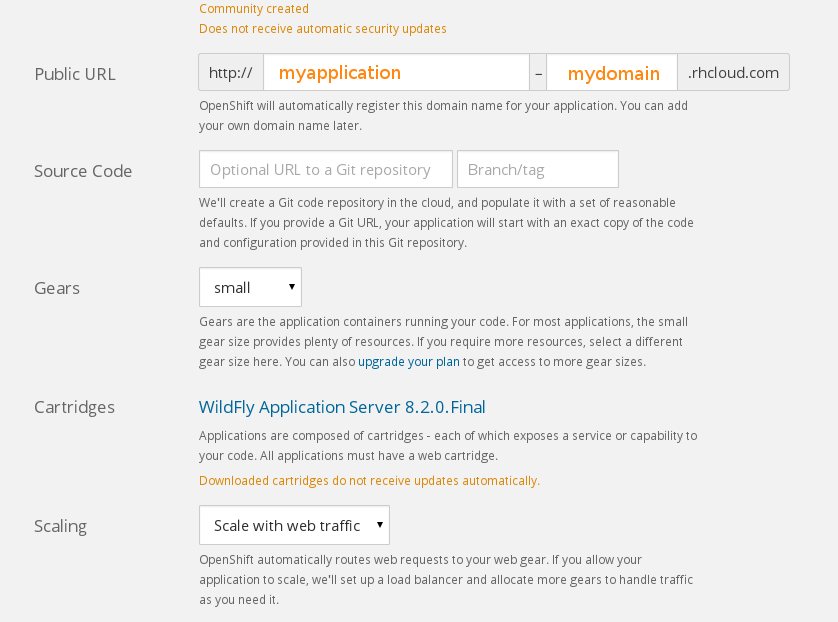 Community created
Does not receive automatic security updates
Public URL http:// myapplication – mydomain .rhcloud.com
OpenShift will automatically register this domain name for your application. You can add
your own domain name later.
Source Code Optional URL to a Git repository Branch/tag
We'll create a Git code repository in the cloud, and populate it with a set of reasonable
defaults. If you provide a Git URL, your application will start with an exact copy of the code
and configuration provided in this Git repository.
Gears small
Gears are the application containers running your code. For most applications, the small
gear size provides plenty of resources. If you require more resources, select a different
gear size here. You can also upgrade your plan to get access to more gear sizes.
Cartridges WildFly Application Server 8.2.0.Final
Applications are composed of cartridges - each of which exposes a service or capability to
your code. All applications must have a web cartridge.
Downloaded cartridges do not receive updates automatically.
Scaling Scale with web traffic
OpenShift automatically routes web requests to your web gear. If you allow your
application to scale, we'll set up a load balancer and allocate more gears to handle traffic
as you need it.